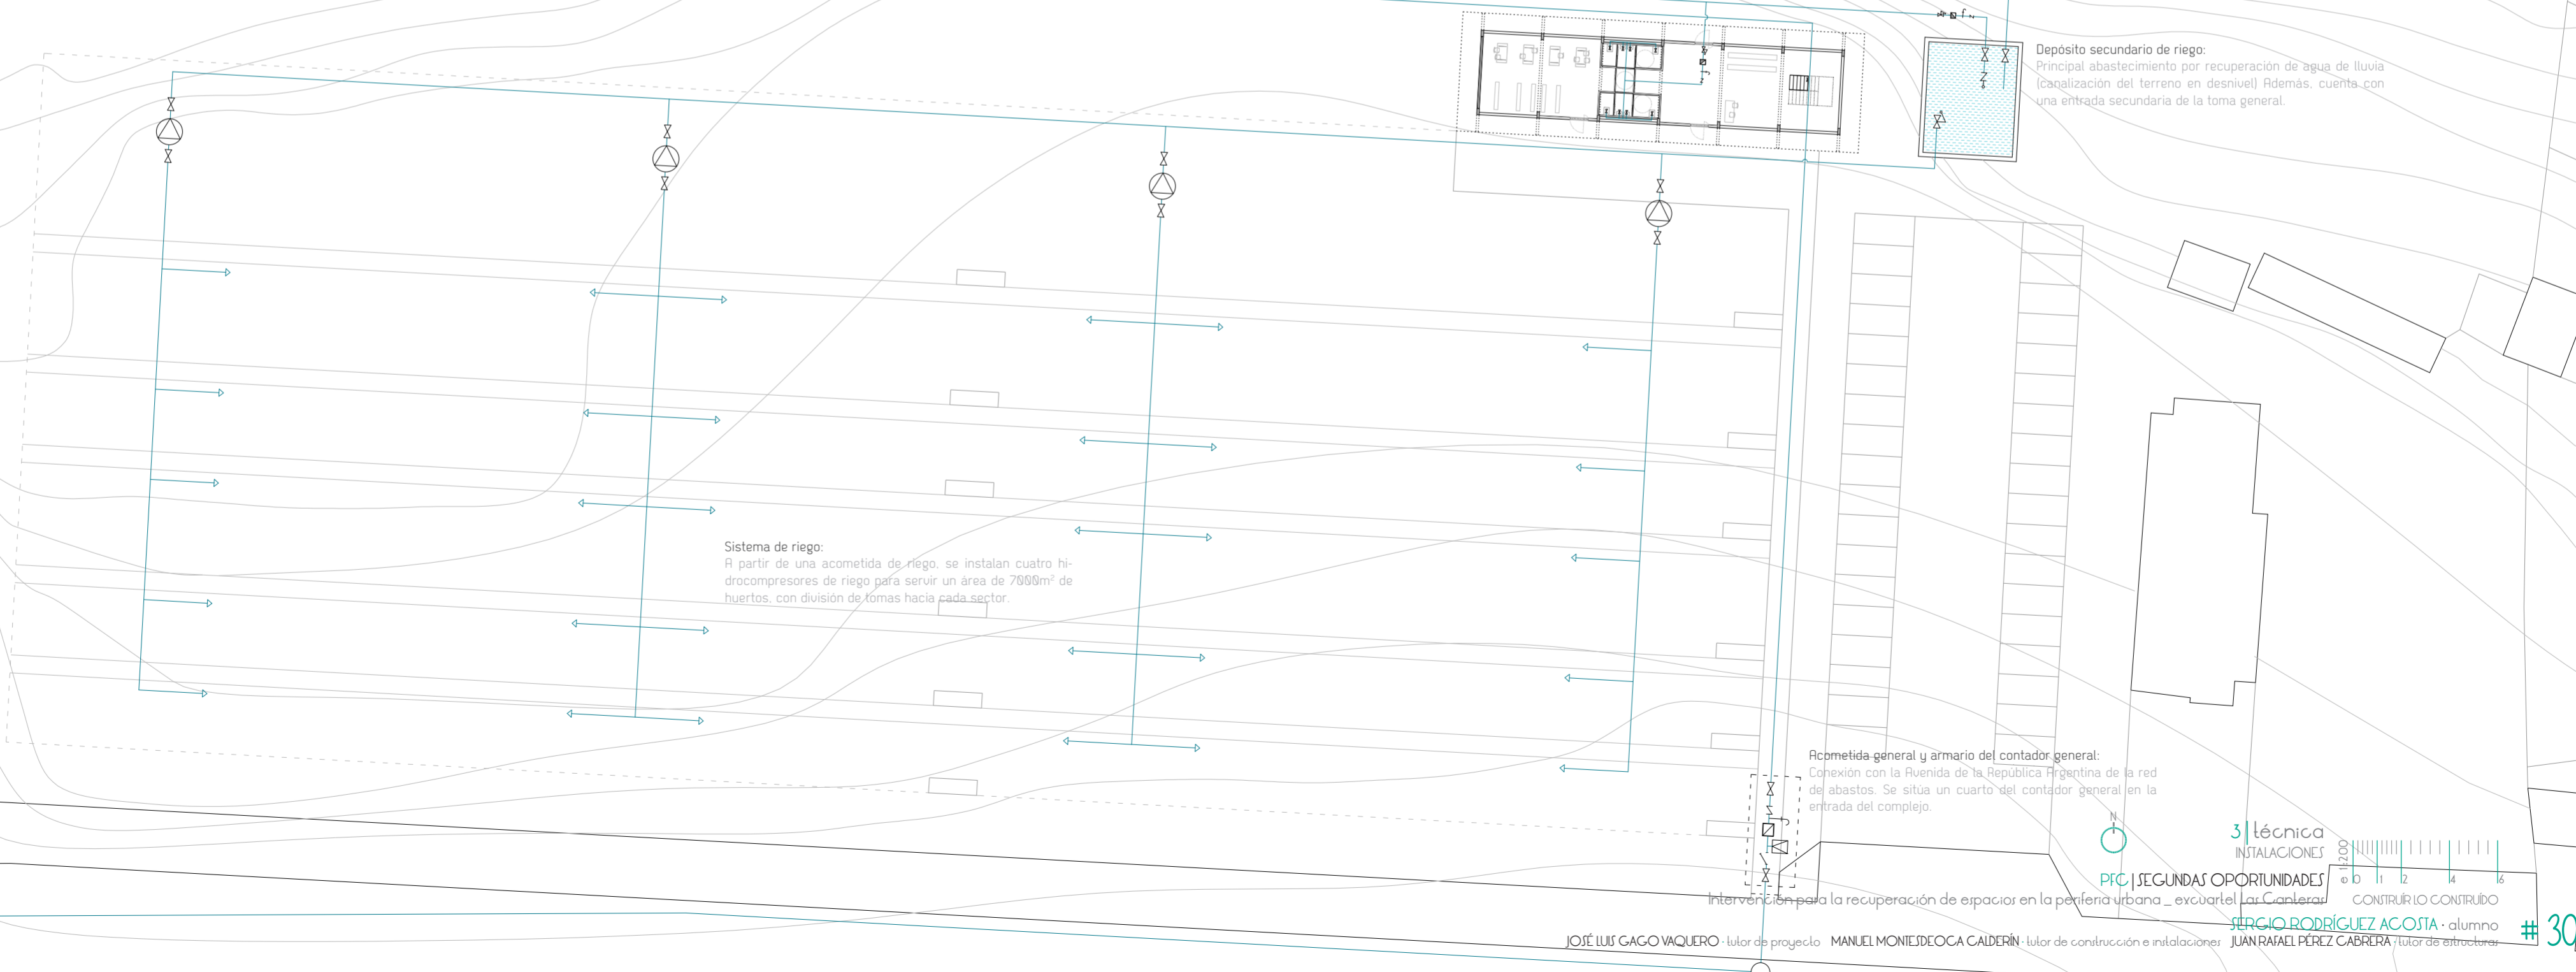 Depósito secundario de riego:
Principal abastecimiento por recuperación de agua de lluvia
(canalización del terreno en desnivel) Además, cuenta con
una entrada secundaria de la toma general.
Sistema de riego:
A partir de una acometida de riego, se instalan cuatro hi-
drocompresores de riego para servir un área de 7000m² de
huertos, con división de tomas hacia cada sector.
Acometida general y armario del contador general:
Conexión con la Avenida de la República Argentina de la red
de abastos. Se sitúa un cuarto del contador general en la
entrada del complejo.
N
3 | técnica
INSTALACIONES
e 1:200
0 1 2 4 6
PFC | SEGUNDAS OPORTUNIDADES
Intervención para la recuperación de espacios en la periferia urbana _ excuartel Las Canteras
CONSTRUÍR LO CONSTRUÍDO
SERGIO RODRÍGUEZ ACOSTA · alumno
JOSÉ LUIS GAGO VAQUERO · tutor de proyecto MANUEL MONTESDEOCA CALDERÍN · tutor de construcción e instalaciones JUAN RAFAEL PÉREZ CABRERA · tutor de estructuras
# 30